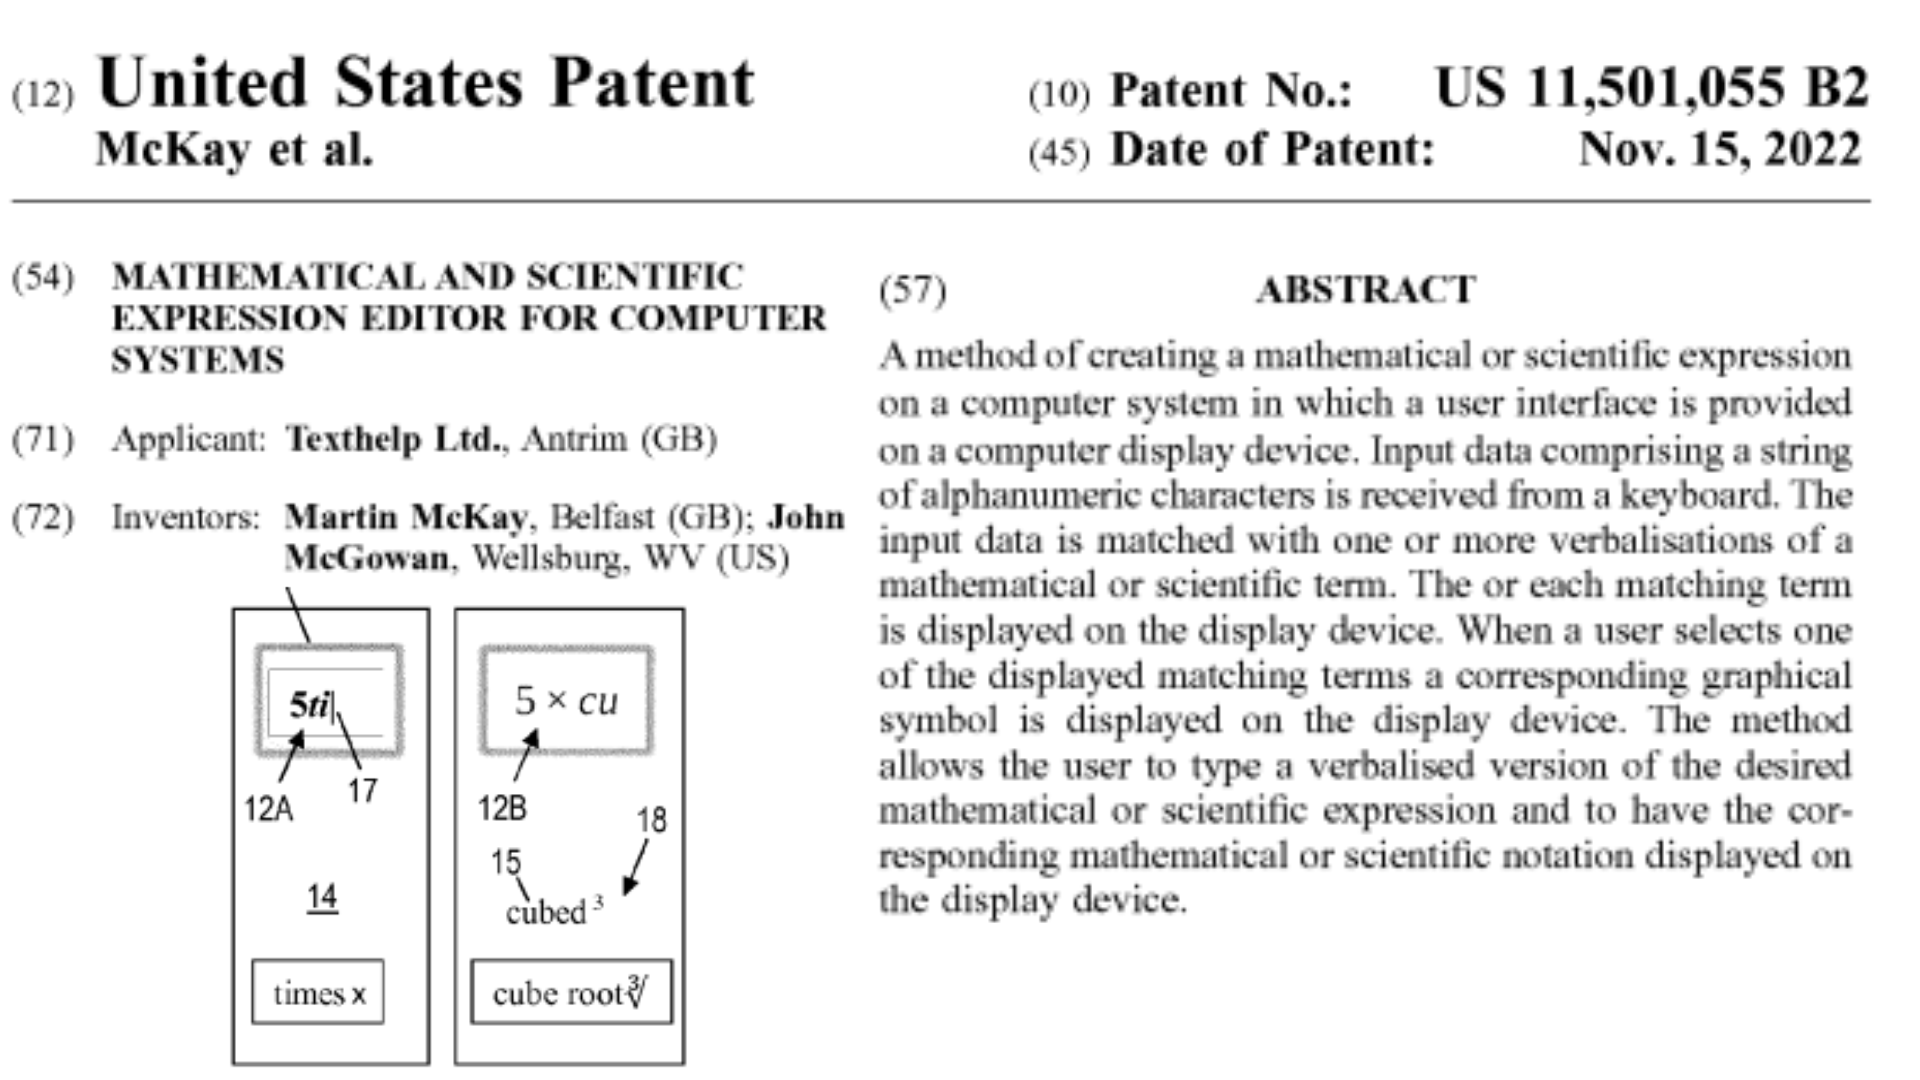 (12) United States Patent
McKay et al.
(10) Patent No.: US 11,501,055 B2
(45) Date of Patent: Nov. 15, 2022
(54) MATHEMATICAL AND SCIENTIFIC
EXPRESSION EDITOR FOR COMPUTER
SYSTEMS
(71) Applicant: Texthelp Ltd., Antrim (GB)
(72) Inventors: Martin McKay, Belfast (GB); John
McGowan, Wellsburg, WV (US)
5ti
12A
17
14
times x
5 × cu
12B
18
15
cubed ³
cube root ∛
(57) ABSTRACT
A method of creating a mathematical or scientific expression
on a computer system in which a user interface is provided
on a computer display device. Input data comprising a string
of alphanumeric characters is received from a keyboard. The
input data is matched with one or more verbalisations of a
mathematical or scientific term. The or each matching term
is displayed on the display device. When a user selects one
of the displayed matching terms a corresponding graphical
symbol is displayed on the display device. The method
allows the user to type a verbalised version of the desired
mathematical or scientific expression and to have the cor-
responding mathematical or scientific notation displayed on
the display device.